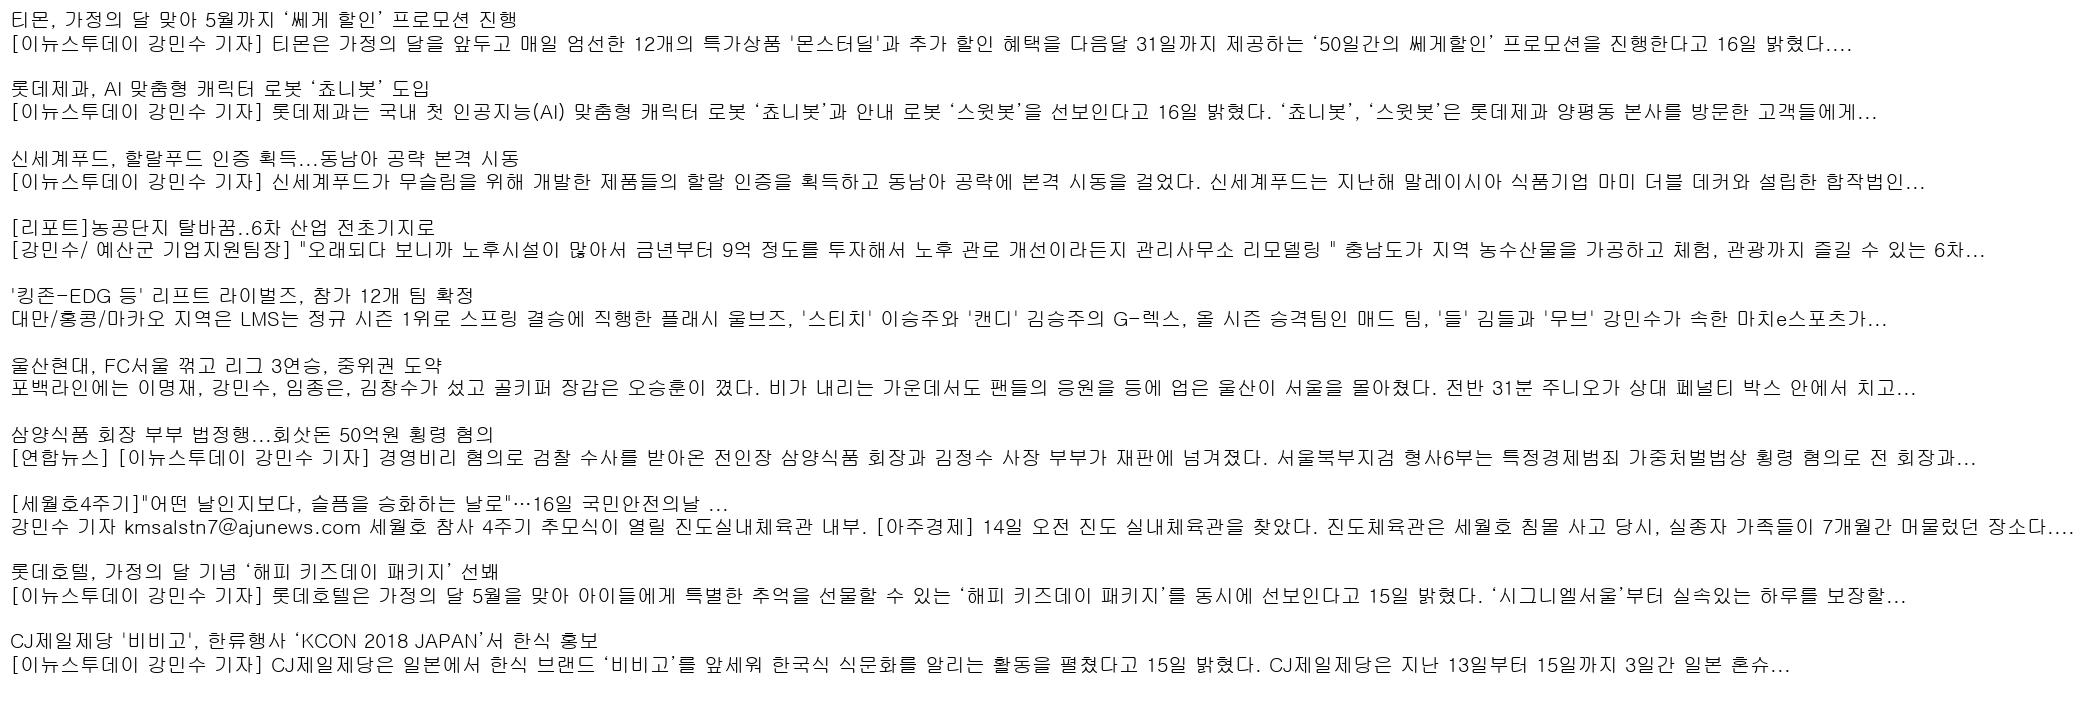 티몬, 가정의 달 맞아 5월까지 ‘쎄게 할인’ 프로모션 진행
[이뉴스투데이 강민수 기자] 티몬은 가정의 달을 앞두고 매일 엄선한 12개의 특가상품 '몬스터딜'과 추가 할인 혜택을 다음달 31일까지 제공하는 ‘50일간의 쎄게할인’ 프로모션을 진행한다고 16일 밝혔다....
롯데제과, AI 맞춤형 캐릭터 로봇 ‘쵸니봇’ 도입
[이뉴스투데이 강민수 기자] 롯데제과는 국내 첫 인공지능(AI) 맞춤형 캐릭터 로봇 ‘쵸니봇’과 안내 로봇 ‘스윗봇’을 선보인다고 16일 밝혔다. ‘쵸니봇’, ‘스윗봇’은 롯데제과 양평동 본사를 방문한 고객들에게...
신세계푸드, 할랄푸드 인증 획득...동남아 공략 본격 시동
[이뉴스투데이 강민수 기자] 신세계푸드가 무슬림을 위해 개발한 제품들의 할랄 인증을 획득하고 동남아 공략에 본격 시동을 걸었다. 신세계푸드는 지난해 말레이시아 식품기업 마미 더블 데커와 설립한 합작법인...
[리포트]농공단지 탈바꿈..6차 산업 전초기지로
[강민수/ 예산군 기업지원팀장] "오래되다 보니까 노후시설이 많아서 금년부터 9억 정도를 투자해서 노후 관로 개선이라든지 관리사무소 리모델링 " 충남도가 지역 농수산물을 가공하고 체험, 관광까지 즐길 수 있는 6차...
'킹존-EDG 등' 리프트 라이벌즈, 참가 12개 팀 확정
대만/홍콩/마카오 지역은 LMS는 정규 시즌 1위로 스프링 결승에 직행한 플래시 울브즈, '스티치' 이승주와 '캔디' 김승주의 G-렉스, 올 시즌 승격팀인 매드 팀, '들' 김들과 '무브' 강민수가 속한 마치e스포츠가...
울산현대, FC서울 꺾고 리그 3연승, 중위권 도약
포백라인에는 이명재, 강민수, 임종은, 김창수가 섰고 골키퍼 장갑은 오승훈이 꼈다. 비가 내리는 가운데서도 팬들의 응원을 등에 업은 울산이 서울을 몰아쳤다. 전반 31분 주니오가 상대 페널티 박스 안에서 치고...
삼양식품 회장 부부 법정행...회삿돈 50억원 횡령 혐의
[연합뉴스] [이뉴스투데이 강민수 기자] 경영비리 혐의로 검찰 수사를 받아온 전인장 삼양식품 회장과 김정수 사장 부부가 재판에 넘겨졌다. 서울북부지검 형사6부는 특정경제범죄 가중처벌법상 횡령 혐의로 전 회장과...
[세월호4주기]"어떤 날인지보다, 슬픔을 승화하는 날로"…16일 국민안전의날 ...
강민수 기자 kmsalstn7@ajunews.com 세월호 참사 4주기 추모식이 열릴 진도실내체육관 내부. [아주경제] 14일 오전 진도 실내체육관을 찾았다. 진도체육관은 세월호 침몰 사고 당시, 실종자 가족들이 7개월간 머물렀던 장소다....
롯데호텔, 가정의 달 기념 ‘해피 키즈데이 패키지’ 선봬
[이뉴스투데이 강민수 기자] 롯데호텔은 가정의 달 5월을 맞아 아이들에게 특별한 추억을 선물할 수 있는 ‘해피 키즈데이 패키지’를 동시에 선보인다고 15일 밝혔다. ‘시그니엘서울’부터 실속있는 하루를 보장할...
CJ제일제당 '비비고', 한류행사 ‘KCON 2018 JAPAN’서 한식 홍보
[이뉴스투데이 강민수 기자] CJ제일제당은 일본에서 한식 브랜드 ‘비비고’를 앞세워 한국식 식문화를 알리는 활동을 펼쳤다고 15일 밝혔다. CJ제일제당은 지난 13일부터 15일까지 3일간 일본 혼슈...